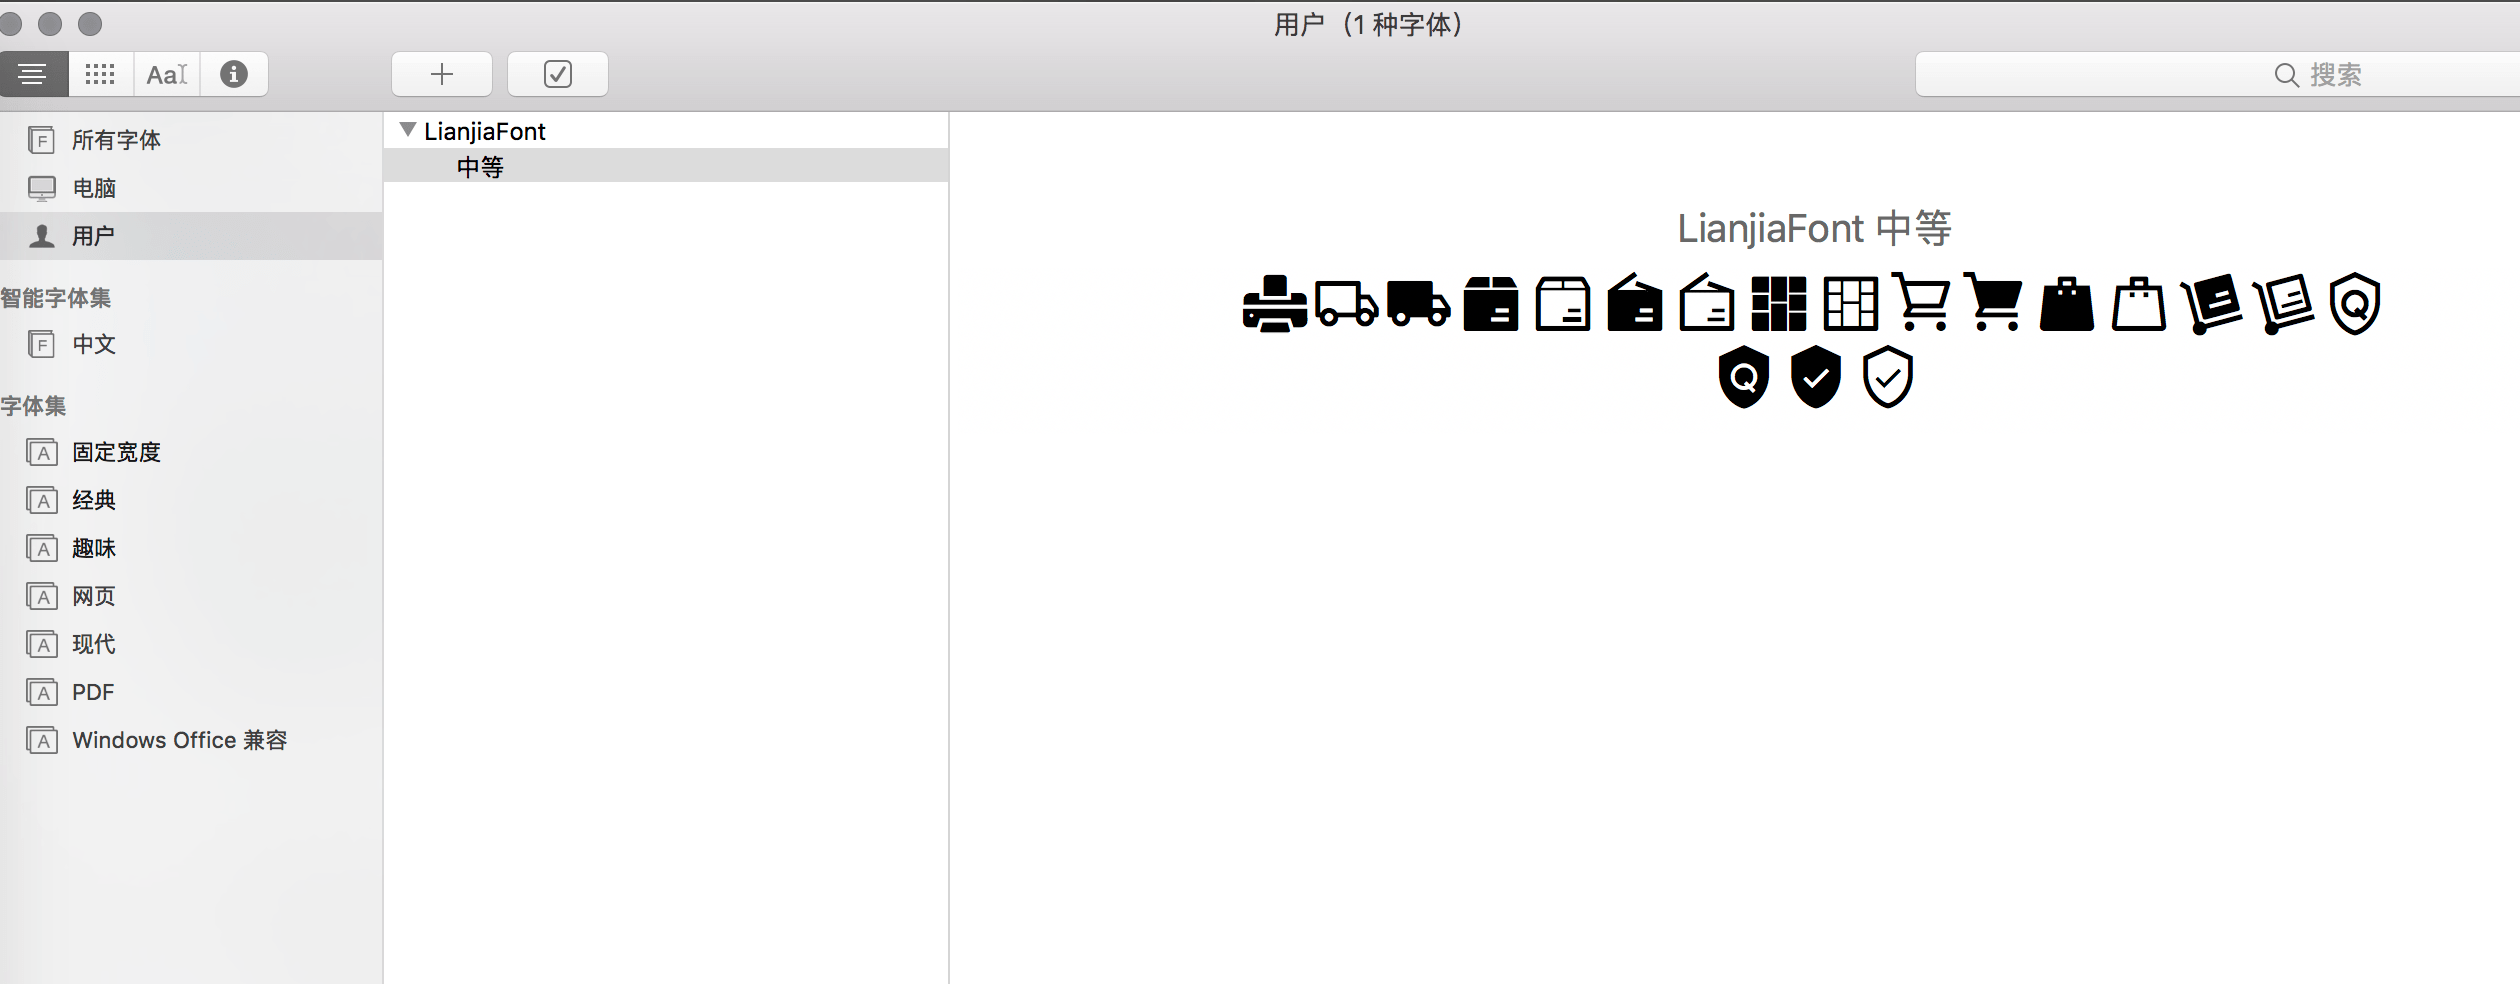 用户（1 种字体）
Aa
搜索
所有字体
电脑
用户
智能字体集
中文
字体集
固定宽度
经典
趣味
网页
现代
PDF
Windows Office 兼容
LianjiaFont
中等
LianjiaFont 中等